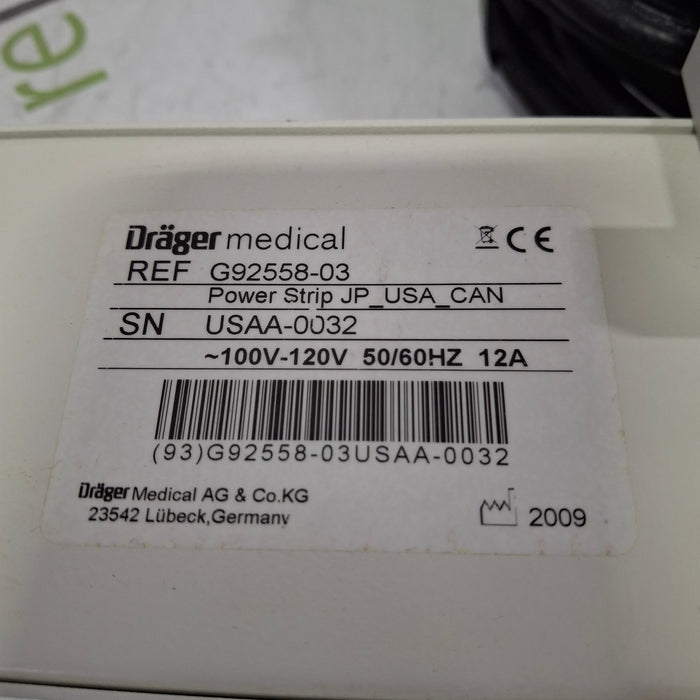 re
Dräger medical
CE
REF G92558-03
Power Strip JP_USA_CAN
SN USAA-0032
~100V-120V 50/60HZ 12A
(93)G92558-03USAA-0032
Dräger Medical AG & Co.KG
23542 Lübeck,Germany
2009